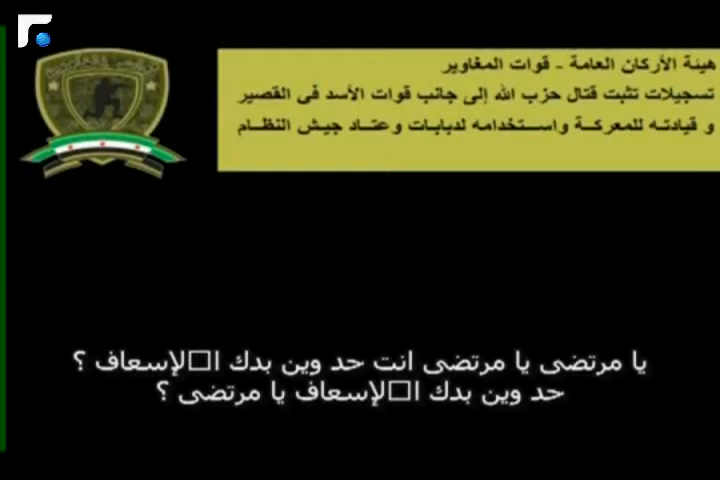 هيئة الأركان العامة - قوات المغاوير
تسجيلات تثبت قتال حزب الله إلى جانب قوات الأسد في القصير
و قيادته للمعركة واستخدامه لدبابات وعتاد جيش النظام
يا مرتضى يا مرتضى انت حد وين بدك ا□لإسعاف ؟
حد وين بدك ا□لإسعاف يا مرتضى ؟